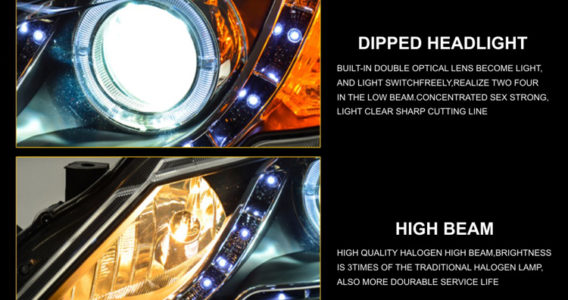 DIPPED HEADLIGHT
BUILT-IN DOUBLE OPTICAL LENS BECOME LIGHT,
AND LIGHT SWITCHFREELY,REALIZE TWO FOUR
IN THE LOW BEAM.CONCENTRATED SEX STRONG,
LIGHT CLEAR SHARP CUTTING LINE
HIGH BEAM
HIGH QUALITY HALOGEN HIGH BEAM,BRIGHTNESS
IS 3TIMES OF THE TRADITIONAL HALOGEN LAMP,
ALSO MORE DOURABLE SERVICE LIFE